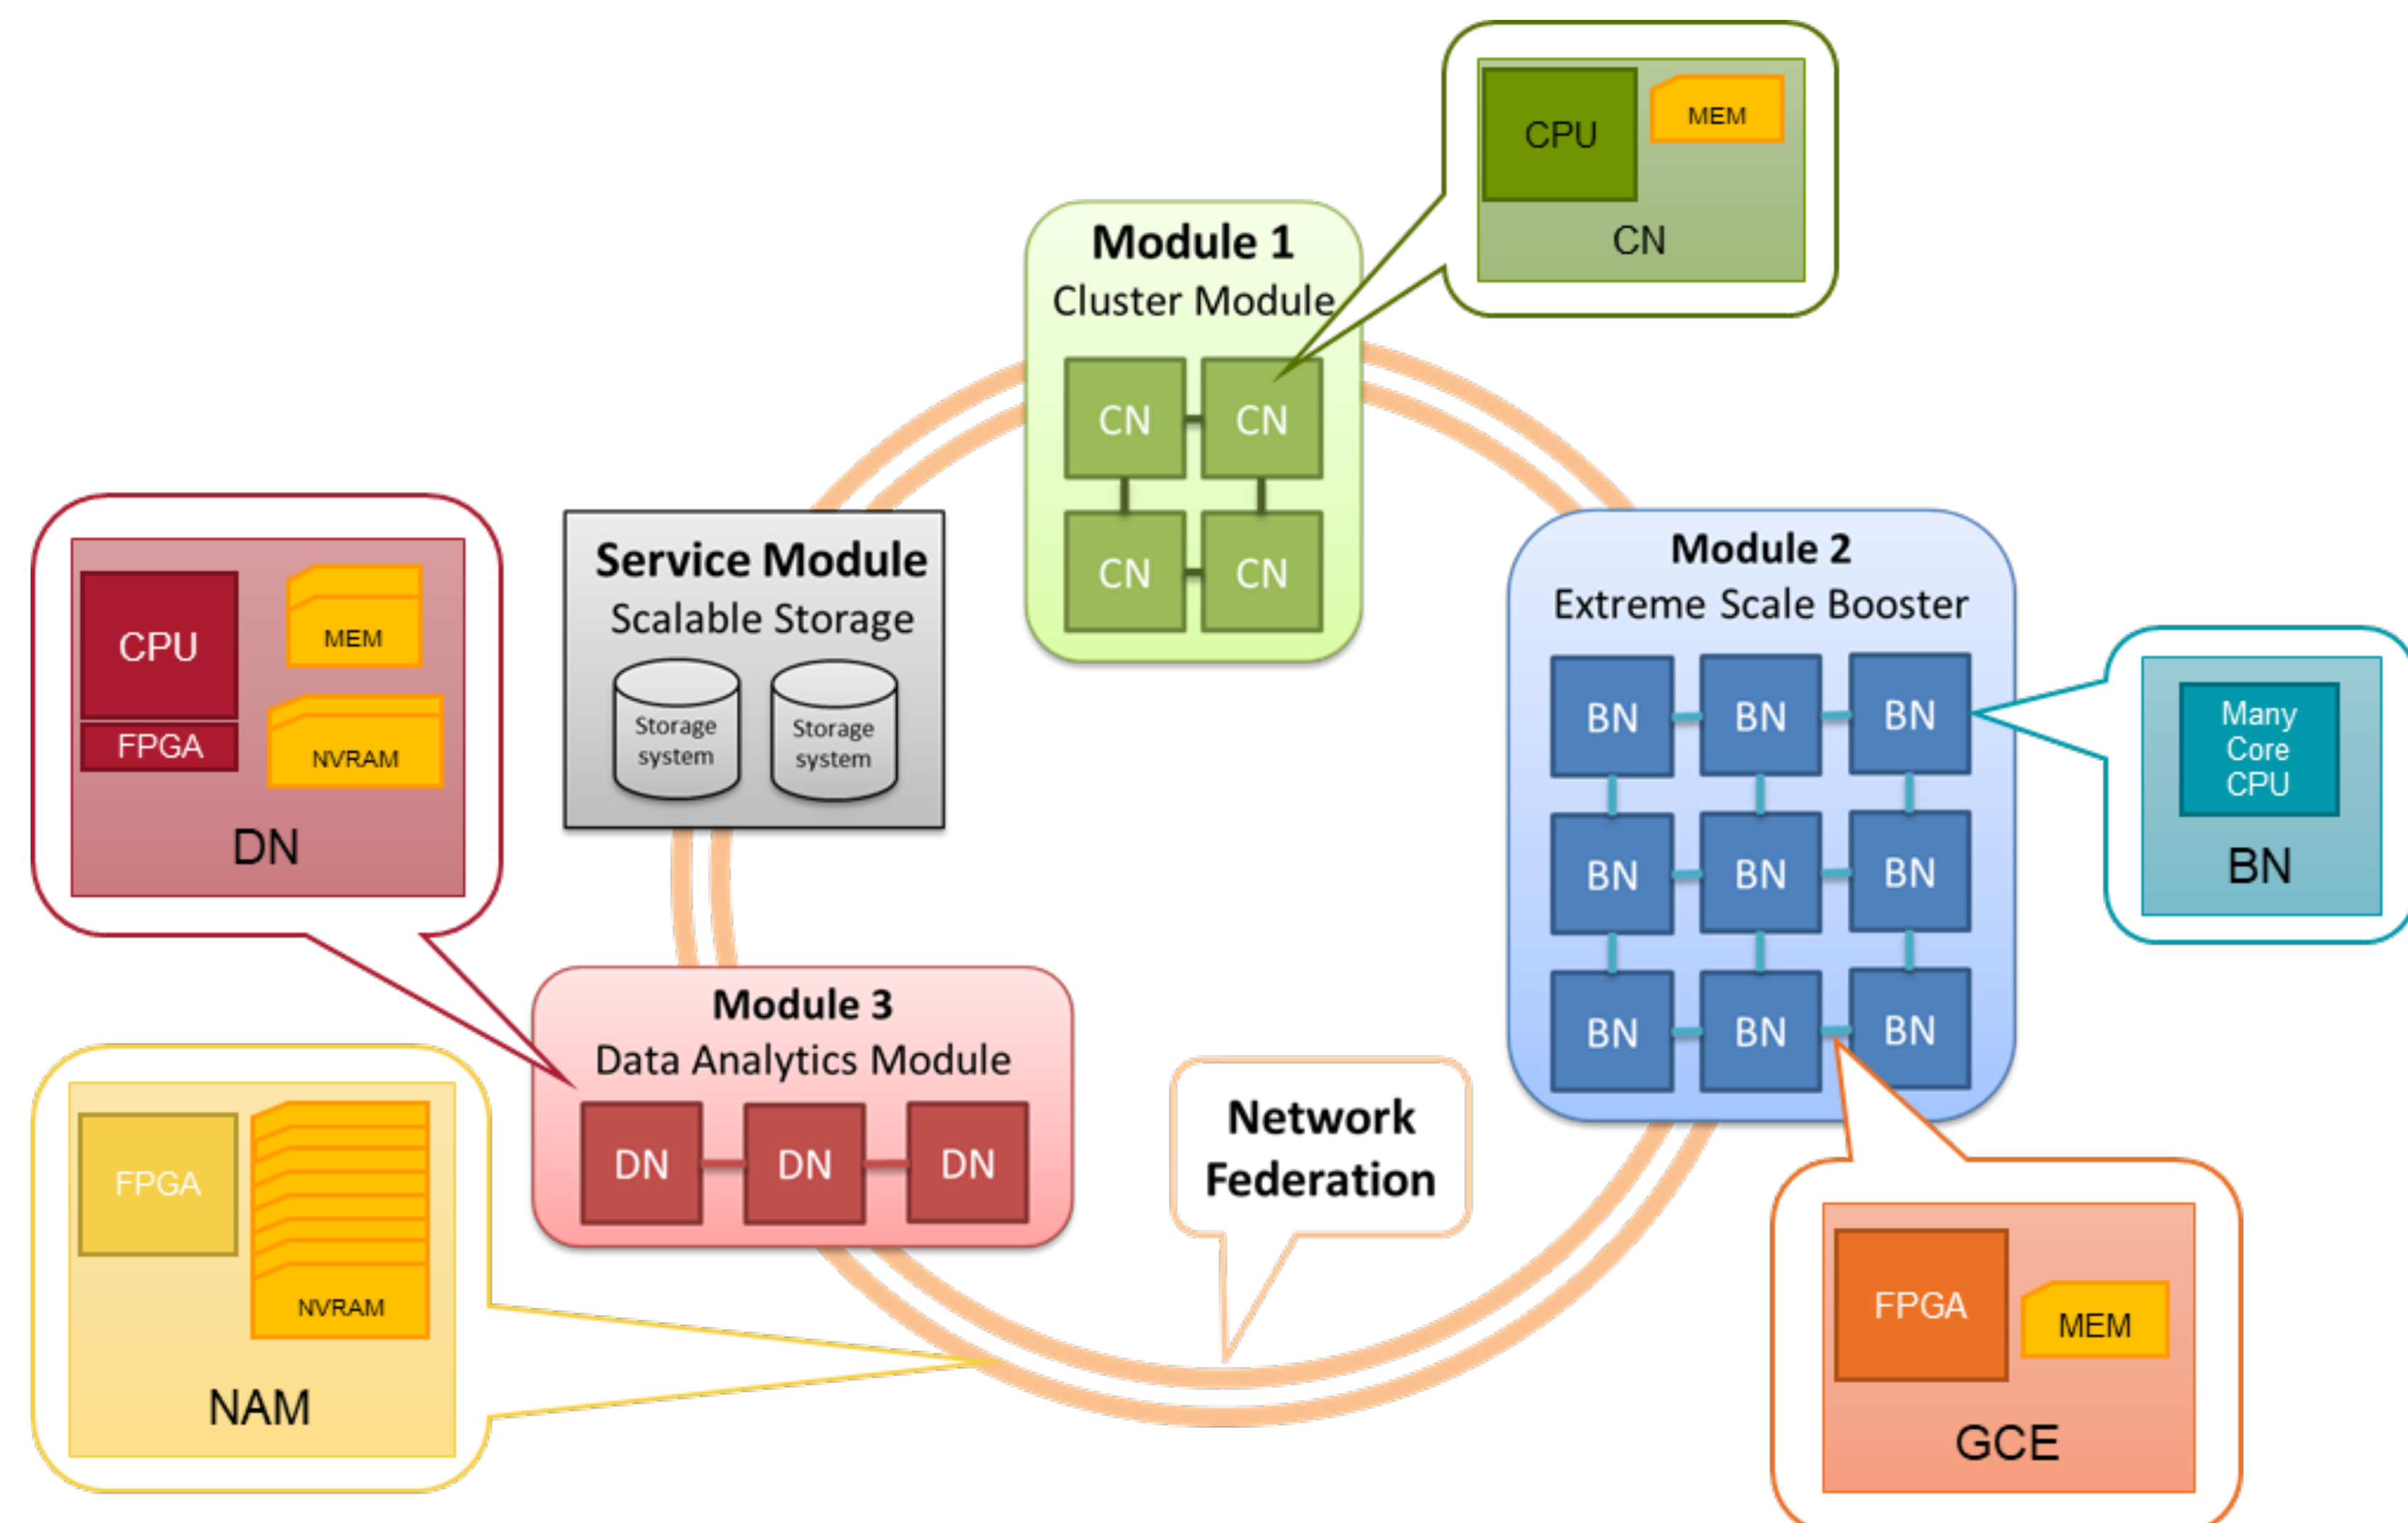 CPU
MEM
CN
Module 1
Cluster Module
CN
CN
CN
CN
Service Module
Scalable Storage
Storage
system
Storage
system
Module 2
Extreme Scale Booster
BN
BN
BN
BN
BN
BN
BN
BN
BN
Many
Core
CPU
BN
CPU
FPGA
MEM
NVRAM
DN
Module 3
Data Analytics Module
DN
DN
DN
Network
Federation
FPGA
NVRAM
NAM
FPGA
MEM
GCE